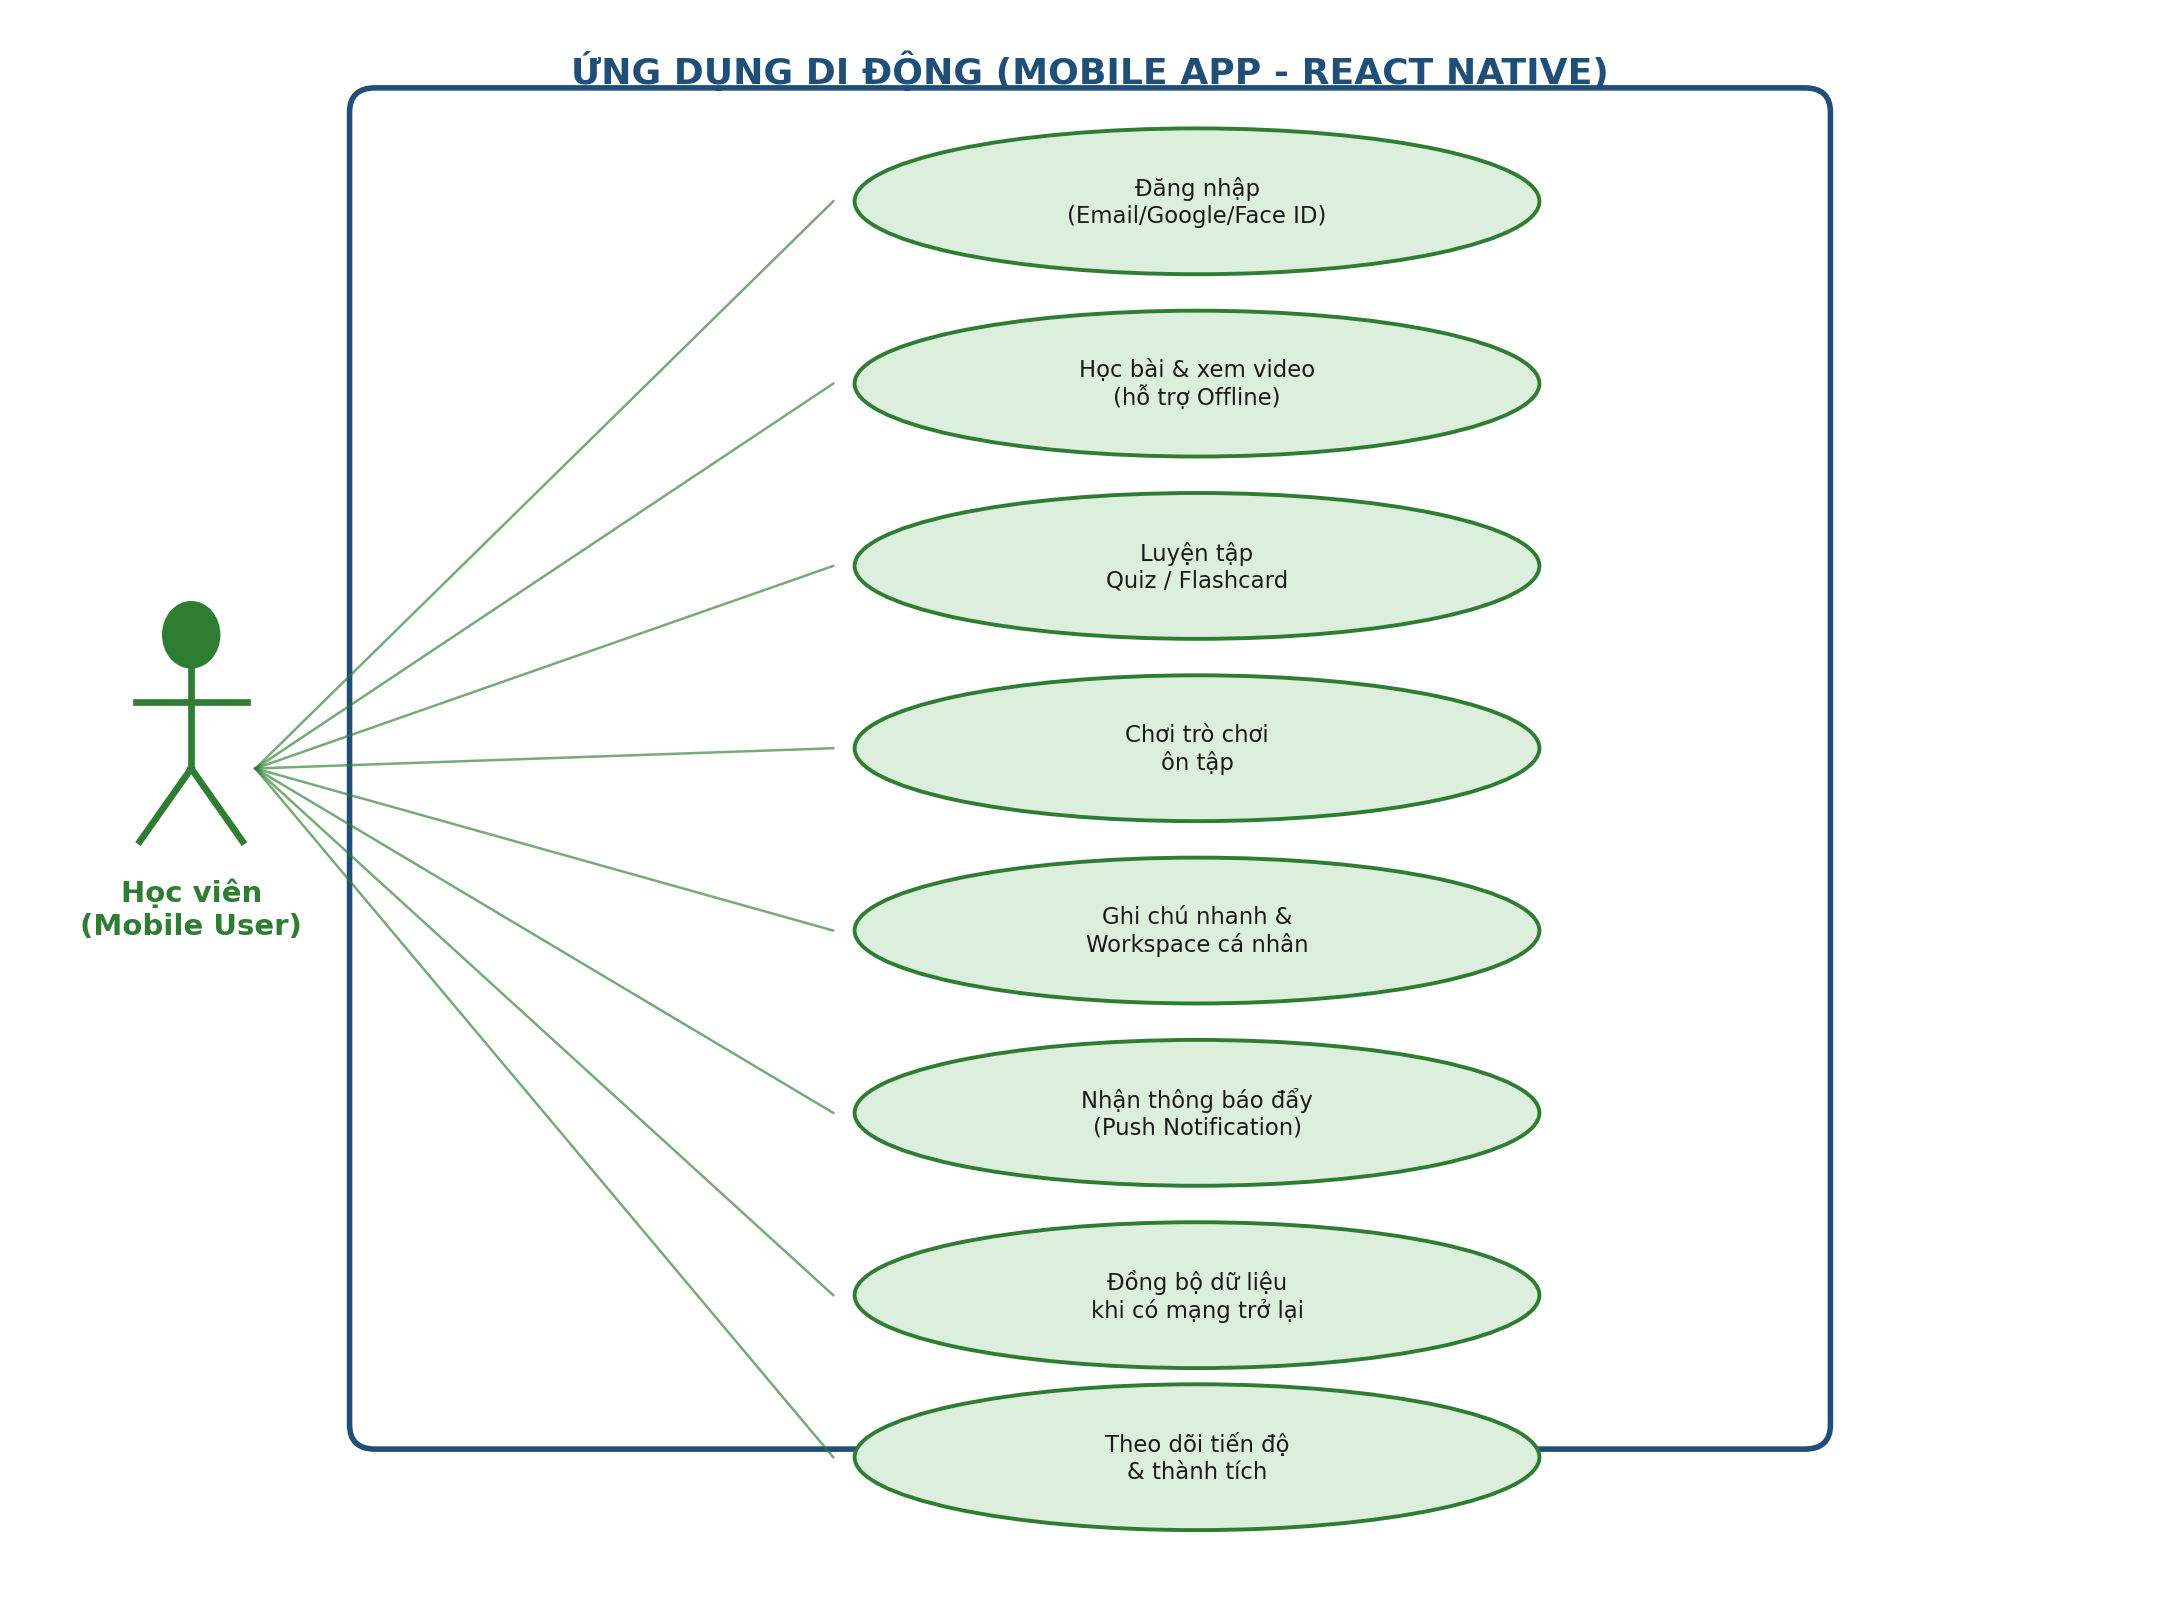 ỨNG DỤNG DI ĐỘNG (MOBILE APP - REACT NATIVE)
Đăng nhập
(Email/Google/Face ID)
Học bài & xem video
(hỗ trợ Offline)
Luyện tập
Quiz / Flashcard
Chơi trò chơi
ôn tập
Học viên
(Mobile User)
Ghi chú nhanh &
Workspace cá nhân
Nhận thông báo đẩy
(Push Notification)
Đồng bộ dữ liệu
khi có mạng trở lại
Theo dõi tiến độ
& thành tích